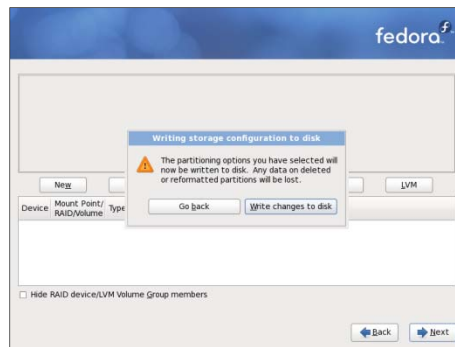 fedora
Writing storage configuration to disk
The partitioning options you have selected will
now be written to disk. Any data on deleted
or reformatted partitions will be lost.
Go back
Write changes to disk
New
LVM
Device
Mount Point/
RAID/Volume
Type
Hide RAID device/LVM Volume Group members
Back
Next